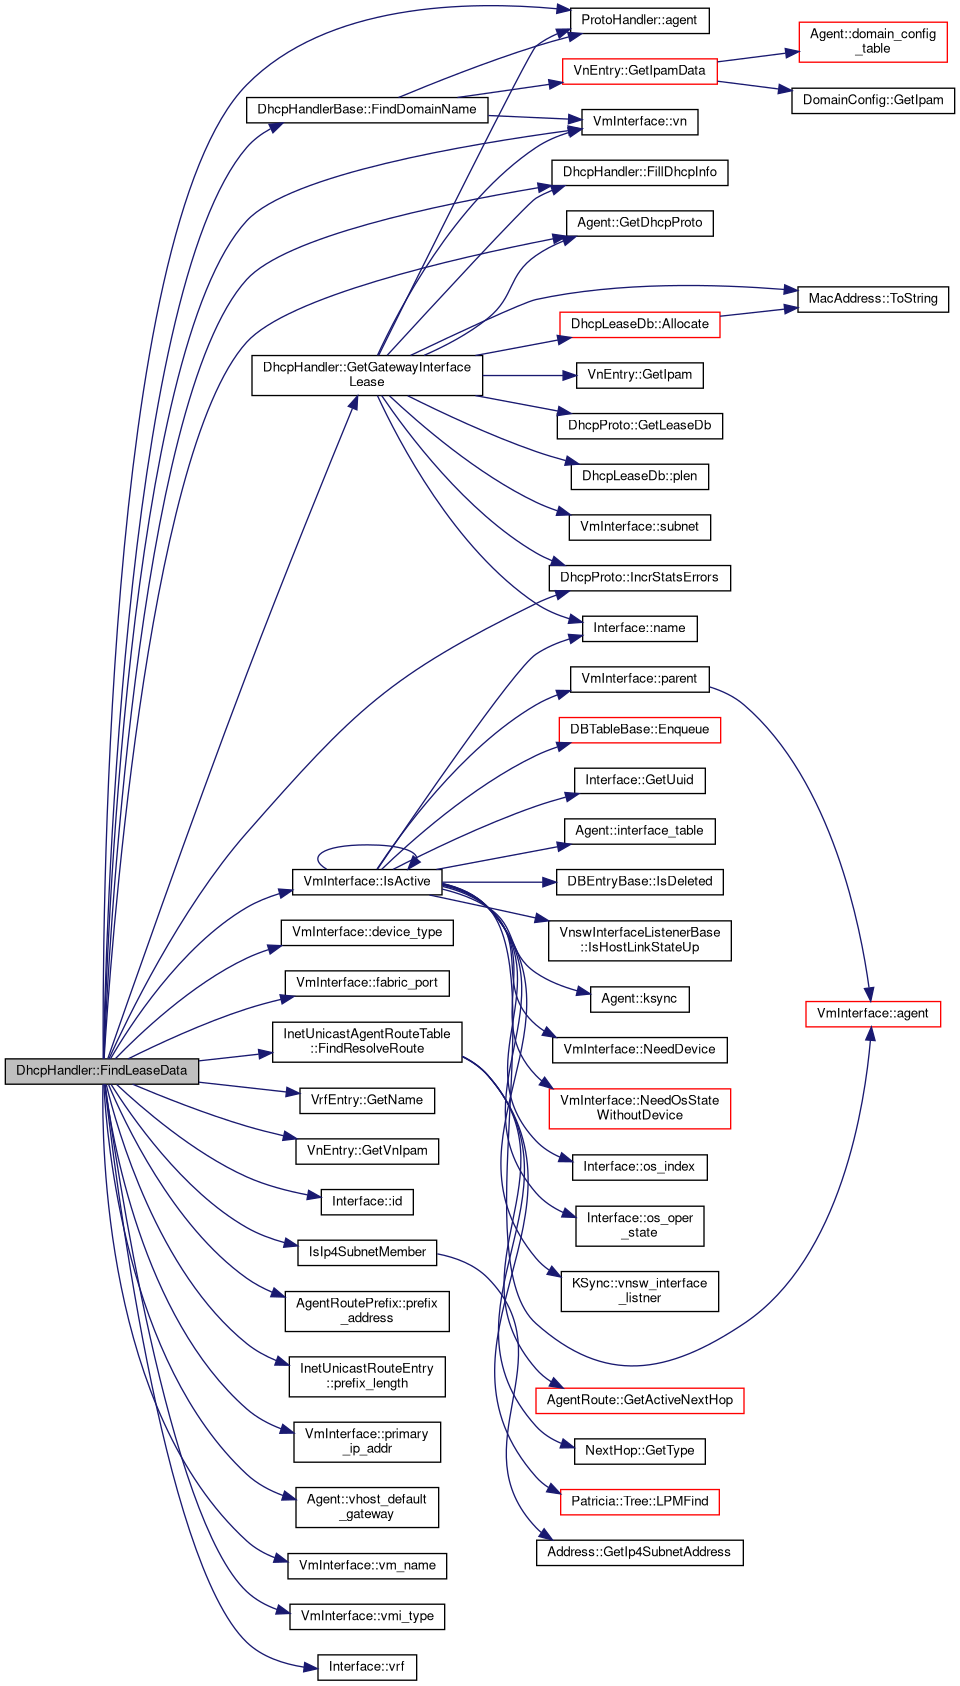 ProtoHandler::agent
Agent::domain_config
_table
VnEntry::GetIpamData
DomainConfig::GetIpam
DhcpHandlerBase::FindDomainName
VmInterface::vn
DhcpHandler::FillDhcpInfo
Agent::GetDhcpProto
MacAddress::ToString
DhcpLeaseDb::Allocate
DhcpHandler::GetGatewayInterface
Lease
VnEntry::GetIpam
DhcpProto::GetLeaseDb
DhcpLeaseDb::plen
VmInterface::subnet
DhcpProto::IncrStatsErrors
Interface::name
VmInterface::parent
DBTableBase::Enqueue
Interface::GetUuid
Agent::interface_table
VmInterface::IsActive
DBEntryBase::IsDeleted
VmInterface::device_type
VnswInterfaceListenerBase
::IsHostLinkStateUp
VmInterface::fabric_port
Agent::ksync
VmInterface::agent
InetUnicastAgentRouteTable
::FindResolveRoute
VmInterface::NeedDevice
DhcpHandler::FindLeaseData
VrfEntry::GetName
VmInterface::NeedOsState
WithoutDevice
VnEntry::GetVnIpam
Interface::os_index
Interface::id
Interface::os_oper
_state
IsIp4SubnetMember
KSync::vnsw_interface
_listner
AgentRoutePrefix::prefix
_address
InetUnicastRouteEntry
::prefix_length
AgentRoute::GetActiveNextHop
VmInterface::primary
_ip_addr
NextHop::GetType
Agent::vhost_default
_gateway
Patricia::Tree::LPMFind
Address::GetIp4SubnetAddress
VmInterface::vm_name
VmInterface::vmi_type
Interface::vrf